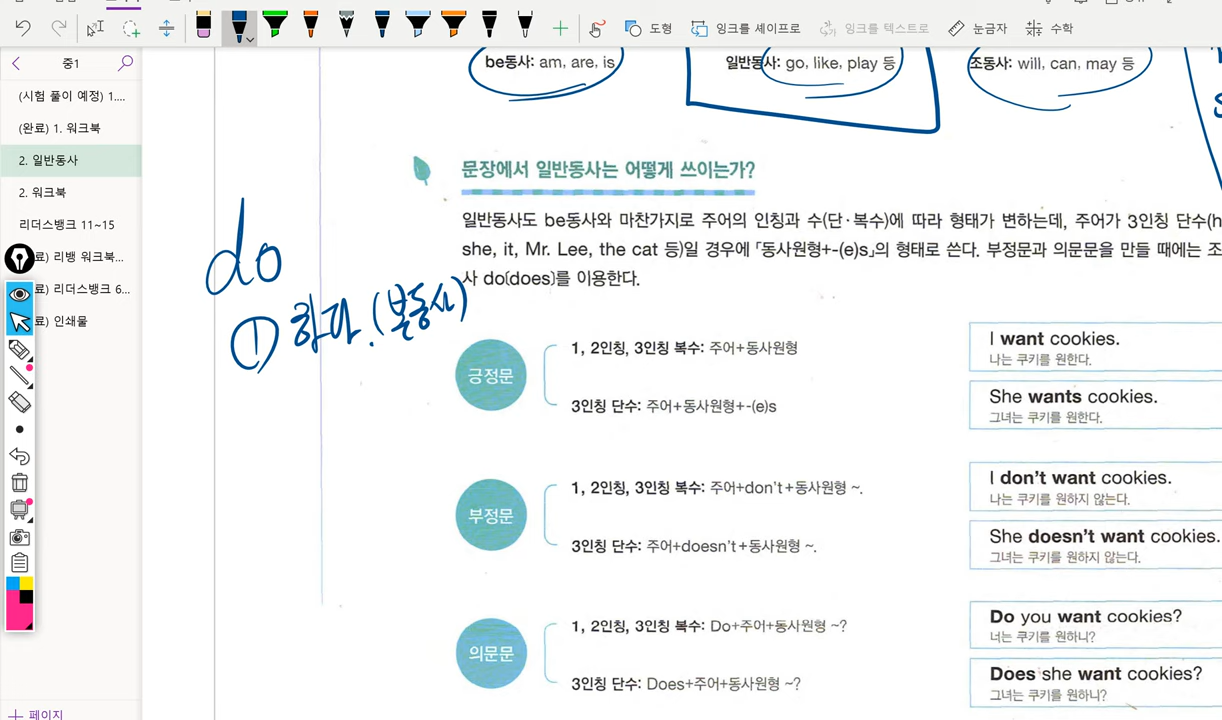 도형
잉크를 셰이프로
잉크를 텍스트로
눈금자
수학
중1
(시험 풀이 예정) 1....
(완료) 1. 워크북
2. 일반동사
2. 워크북
리더스뱅크 11~15
료) 리뱅 워크북...
료) 리더스뱅크 6...
료) 인쇄물
페이지
be동사: am, are, is
일반동사: go, like, play 등
조동사: will, can, may 등
문장에서 일반동사는 어떻게 쓰이는가?
일반동사도 be동사와 마찬가지로 주어의 인칭과 수(단·복수)에 따라 형태가 변하는데, 주어가 3인칭 단수(h
she, it, Mr. Lee, the cat 등)일 경우에 「동사원형+-(e)s」의 형태로 쓴다. 부정문과 의문문을 만들 때에는 조
사 do(does)를 이용한다.
do
① 하다. (본동사)
긍정문
1, 2인칭, 3인칭 복수: 주어+동사원형
3인칭 단수: 주어+동사원형+-(e)s
I want cookies.
나는 쿠키를 원한다.
She wants cookies.
그녀는 쿠키를 원한다.
부정문
1, 2인칭, 3인칭 복수: 주어+don't+동사원형 ~.
3인칭 단수: 주어+doesn't+동사원형 ~.
I don't want cookies.
나는 쿠키를 원하지 않는다.
She doesn't want cookies.
그녀는 쿠키를 원하지 않는다.
의문문
1, 2인칭, 3인칭 복수: Do+주어+동사원형 ~?
3인칭 단수: Does+주어+동사원형 ~?
Do you want cookies?
너는 쿠키를 원하니?
Does she want cookies?
그녀는 쿠키를 원하니?